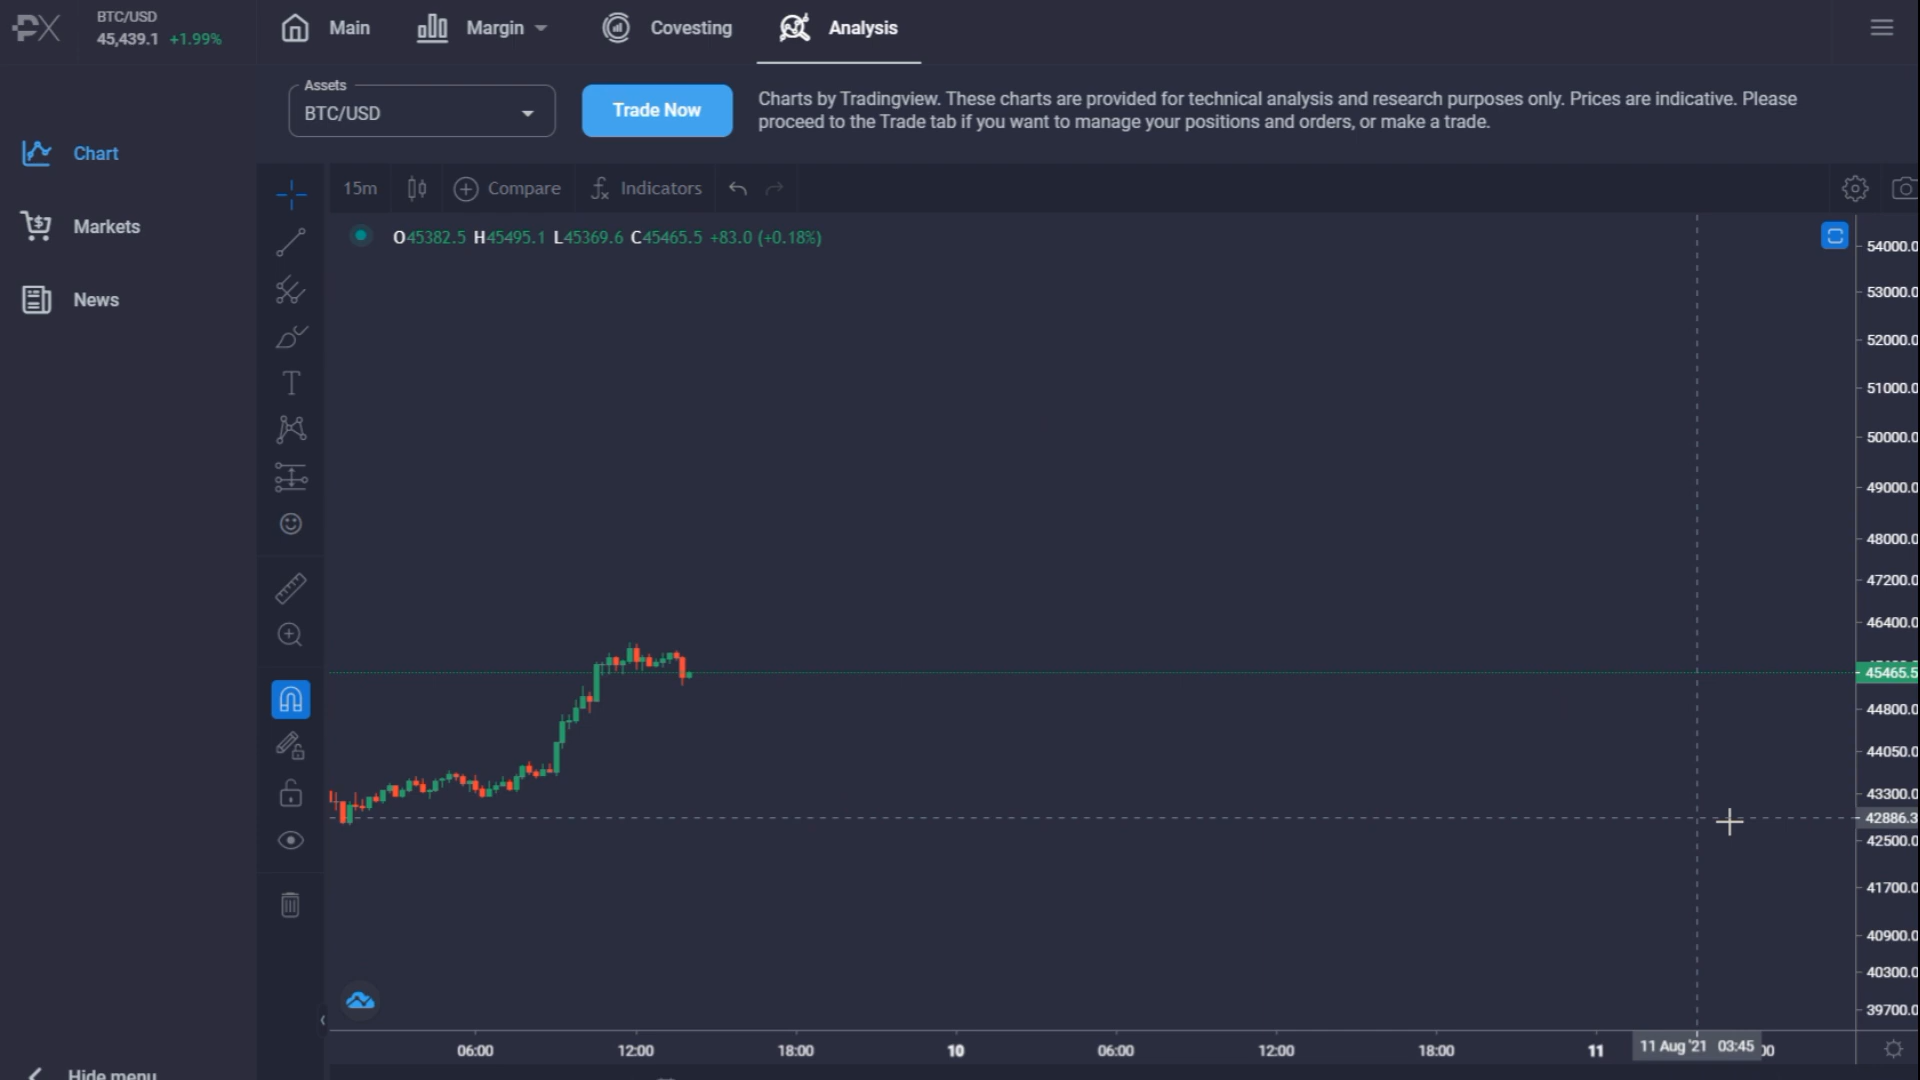 PX
BTC/USD
45,439.1 +1.99%
Main
Margin
Covesting
Analysis
Assets
BTC/USD
Trade Now
Charts by Tradingview. These charts are provided for technical analysis and research purposes only. Prices are indicative. Please
proceed to the Trade tab if you want to manage your positions and orders, or make a trade.
Chart
Markets
News
15m
Compare
Indicators
O45382.5 H45495.1 L45369.6 C45465.5 +83.0 (+0.18%)
54000.0
53000.0
52000.0
51000.0
50000.0
49000.0
48000.0
47200.0
46400.0
45465.5
44800.0
44050.0
43300.0
42886.3
42500.0
41700.0
40900.0
40300.0
39700.0
06:00
12:00
18:00
10
06:00
12:00
18:00
11
11 Aug '21 03:45
Hide menu